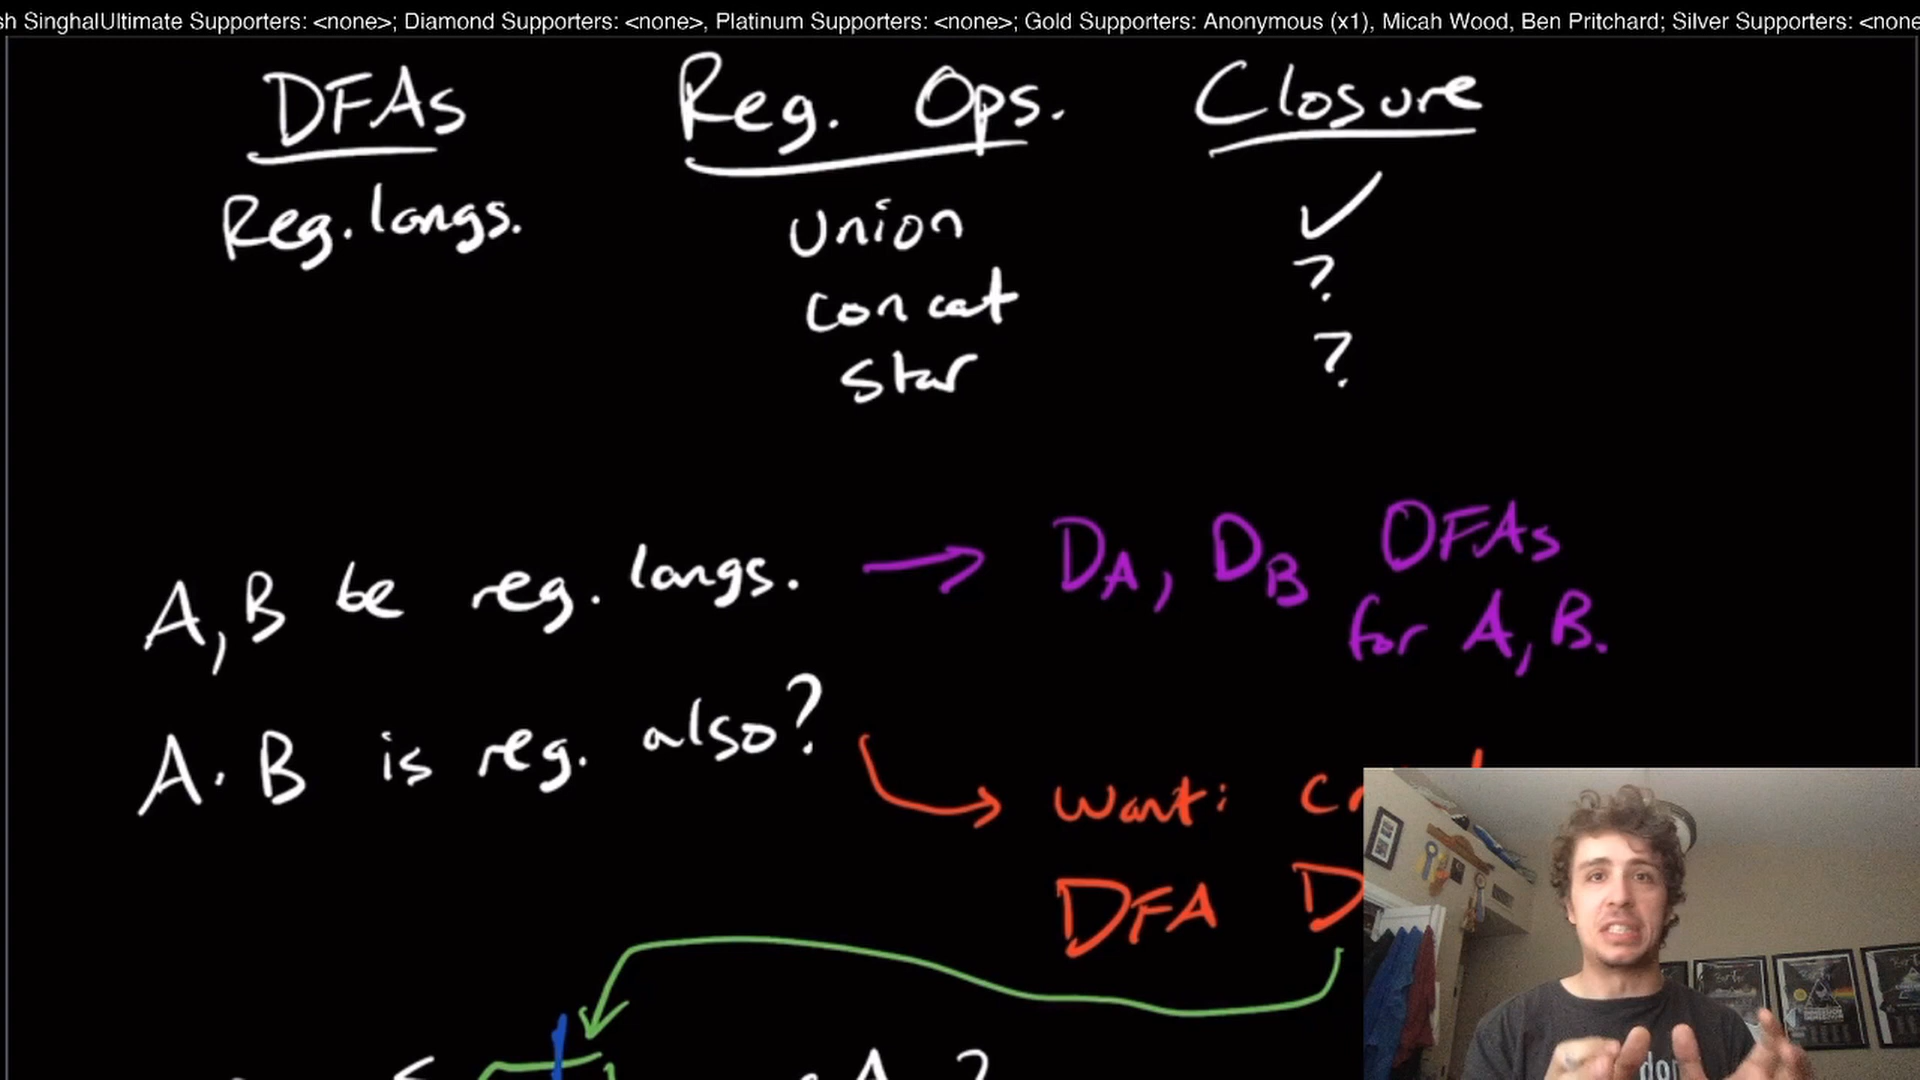 sh SinghalUltimate Supporters: <none>; Diamond Supporters: <none>, Platinum Supporters: <none>; Gold Supporters: Anonymous (x1), Micah Wood, Ben Pritchard; Silver Supporters: <none
DFAs Reg. Ops. Closure
Reg. langs. Union ✓
concat ?
star ?
A, B be reg. langs. → DA, DB DFAs
for A, B.
A · B is reg. also?
Want:
DFA D